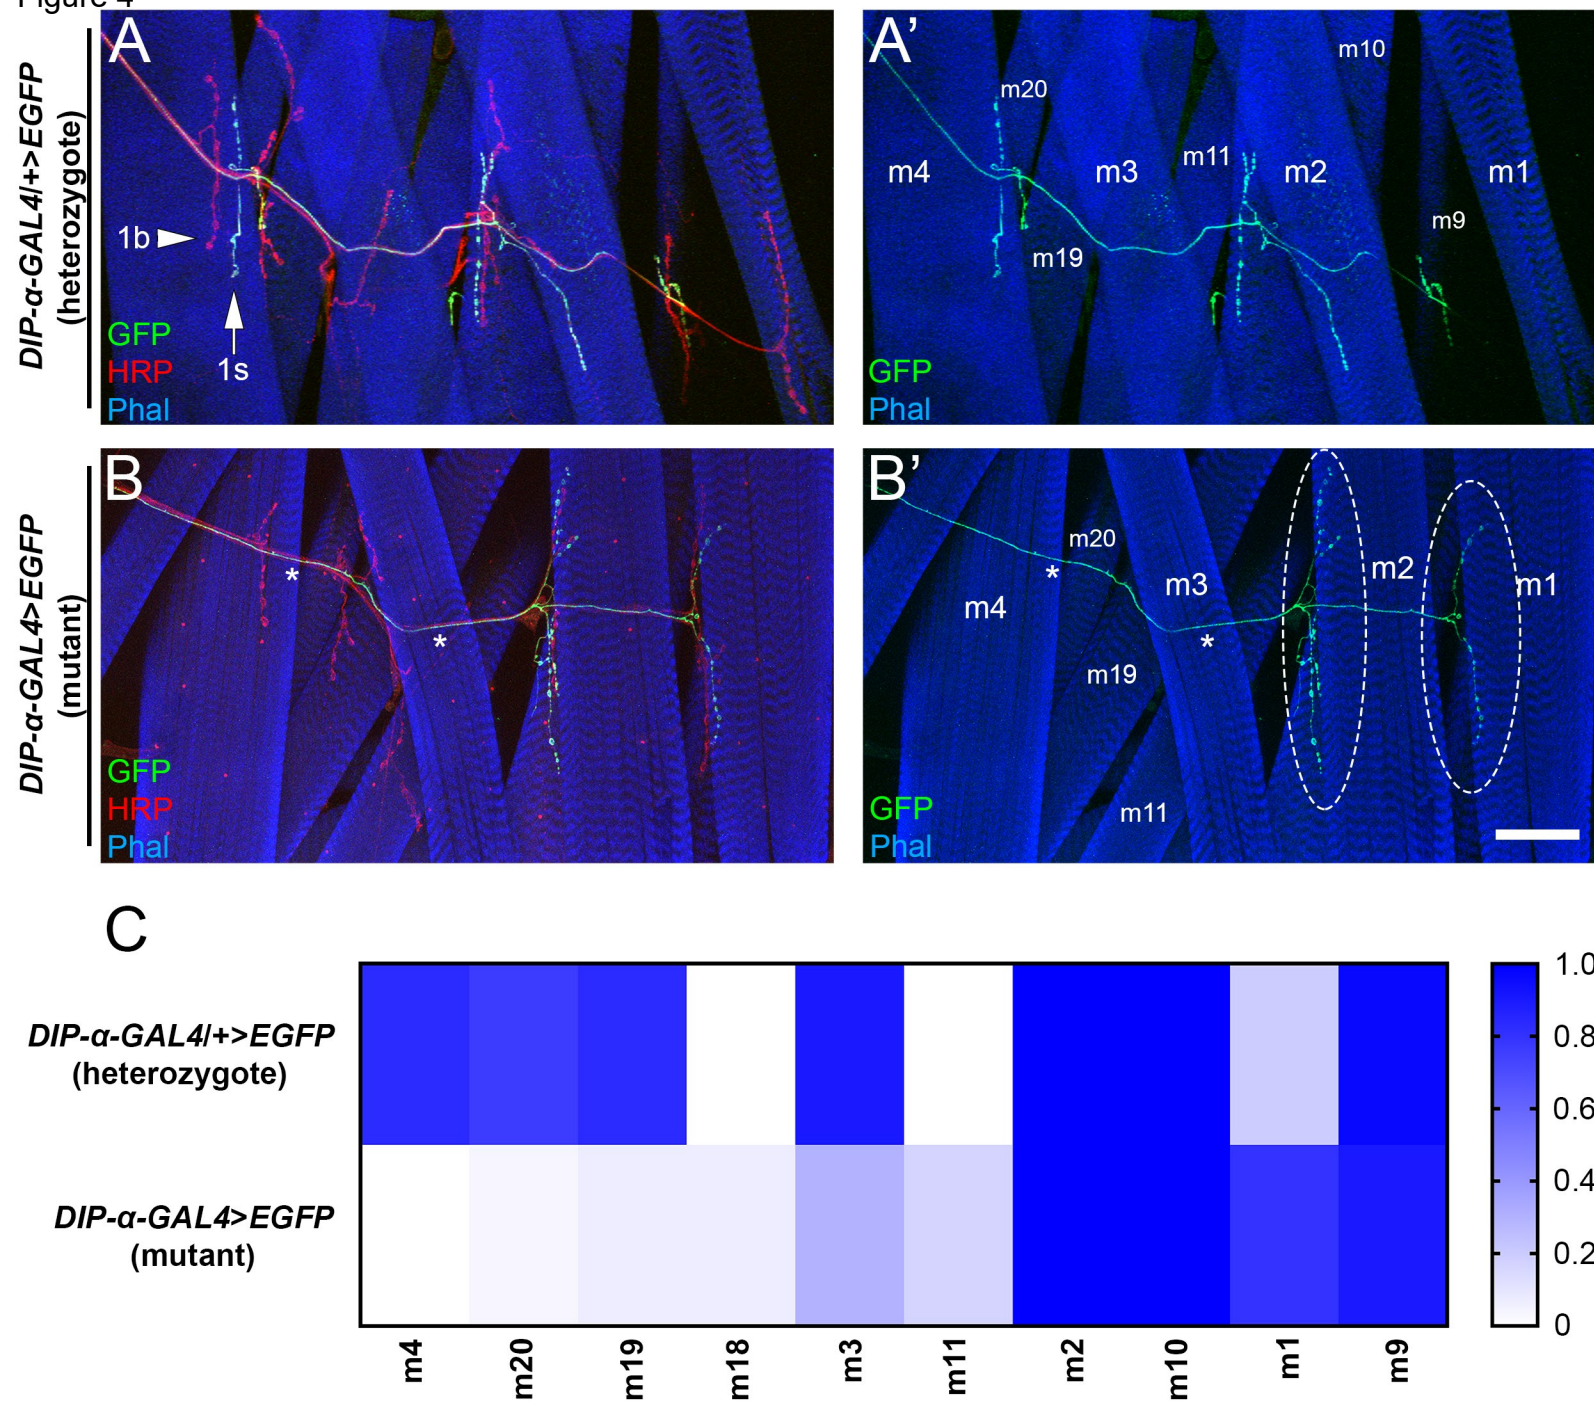 Figure 4
A
A’
DIP-α-GAL4/+>EGFP
(heterozygote)
1b
1s
GFP
HRP
Phal
m10
m20
m11
m4
m3
m2
m1
m9
m19
GFP
Phal
B
B’
DIP-α-GAL4>EGFP
(mutant)
*
*
GFP
HRP
Phal
m20
*
m3
m2
m1
m4
*
m19
m11
GFP
Phal
C
DIP-α-GAL4/+>EGFP
(heterozygote)
DIP-α-GAL4>EGFP
(mutant)
1.0
0.8
0.6
0.4
0.2
0
m4
m20
m19
m18
m3
m11
m2
m10
m1
m9